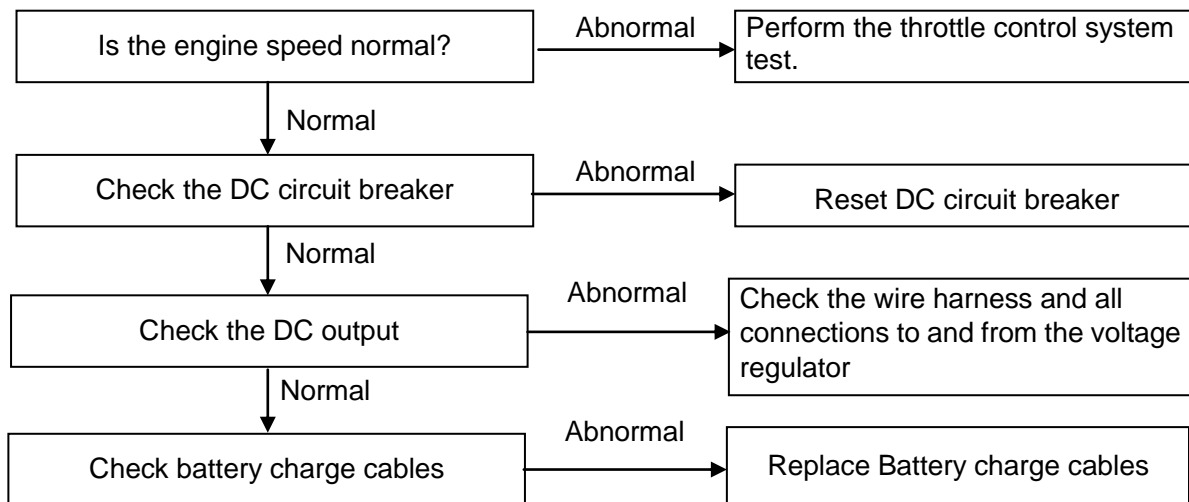 Is the engine speed normal?
Abnormal
Perform the throttle control system
test.
Normal
Check the DC circuit breaker
Abnormal
Reset DC circuit breaker
Normal
Check the DC output
Abnormal
Check the wire harness and all
connections to and from the voltage
regulator
Normal
Check battery charge cables
Abnormal
Replace Battery charge cables